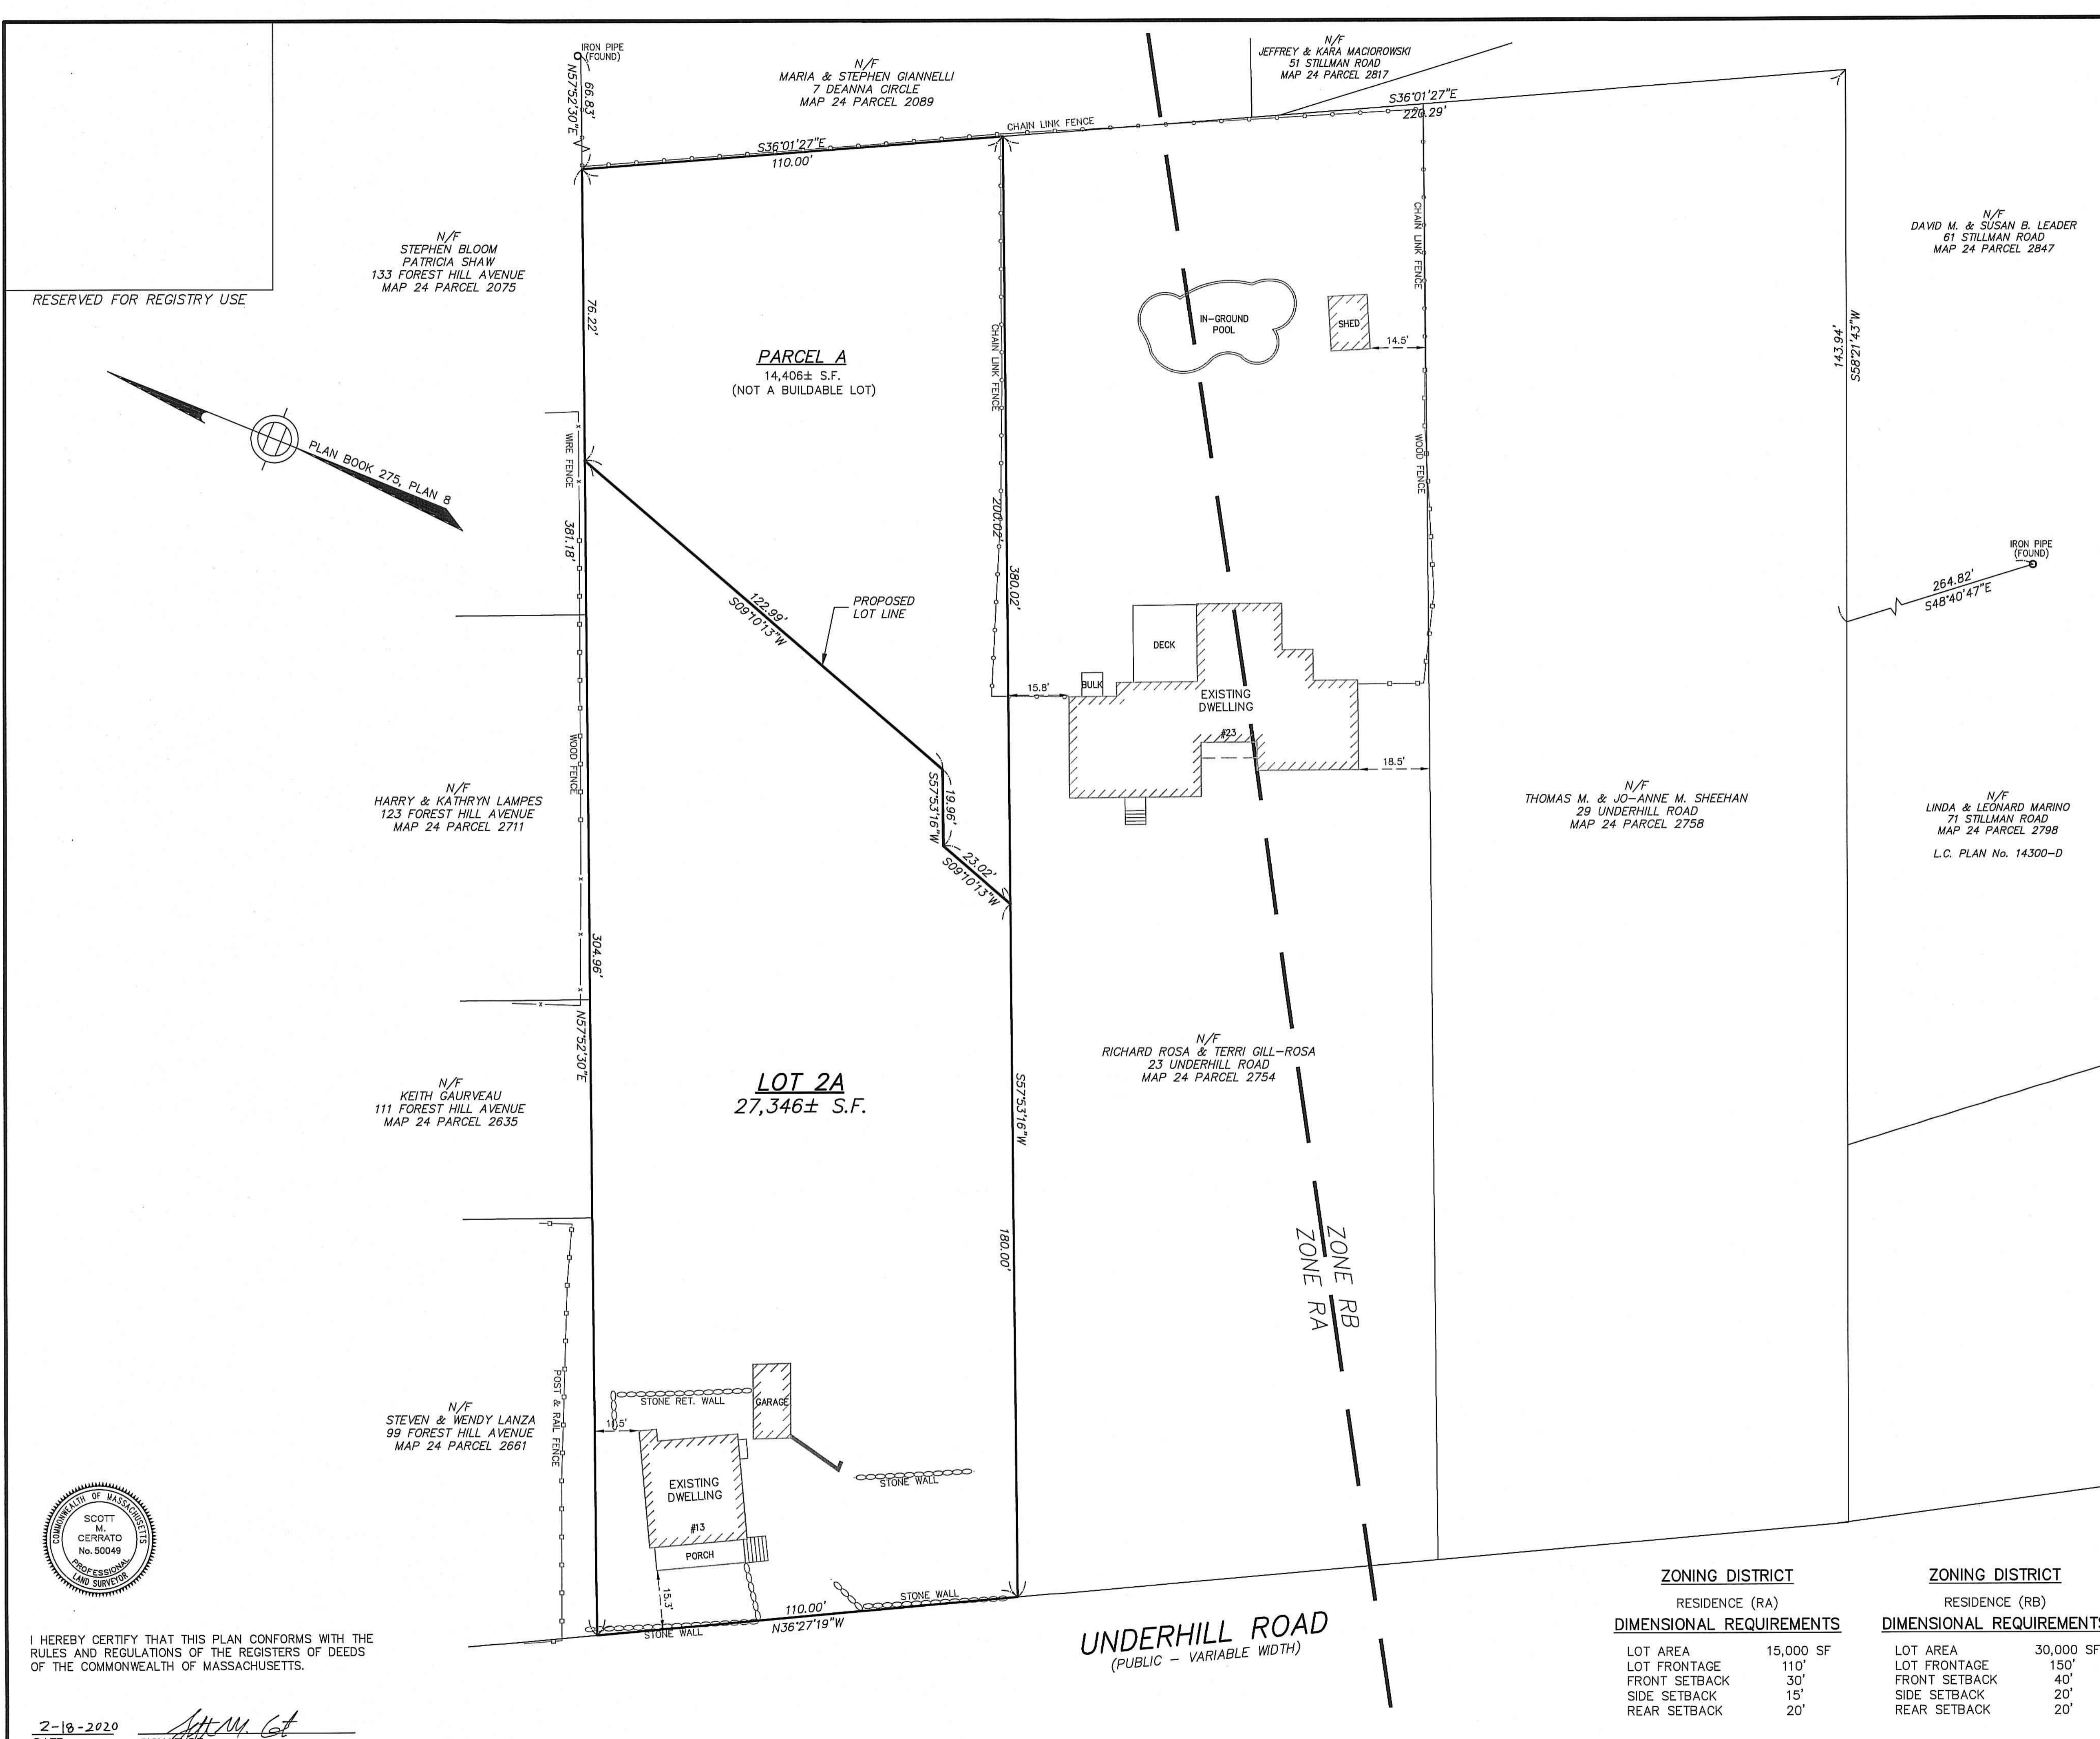 IRON PIPE
(FOUND)
66.83'
N57°52'30"E
N/F
MARIA & STEPHEN GIANNELLI
7 DEANNA CIRCLE
MAP 24 PARCEL 2089
N/F
JEFFREY & KARA MACIOROWSKI
51 STILLMAN ROAD
MAP 24 PARCEL 2817
S36°01'27"E
220.29'
CHAIN LINK FENCE
S36°01'27"E
110.00'
RESERVED FOR REGISTRY USE
N/F
STEPHEN BLOOM
PATRICIA SHAW
133 FOREST HILL AVENUE
MAP 24 PARCEL 2075
N/F
DAVID M. & SUSAN B. LEADER
61 STILLMAN ROAD
MAP 24 PARCEL 2847
CHAIN LINK FENCE
76.22'
PARCEL A
14,406± S.F.
(NOT A BUILDABLE LOT)
CHAIN LINK FENCE
IN-GROUND
POOL
SHED
14.5'
143.94'
S58°21'43"W
PLAN BOOK 275, PLAN 8
WIRE FENCE
WOOD FENCE
381.18'
200.02'
380.02'
IRON PIPE
(FOUND)
264.82'
S48°40'47"E
122.99'
S09°10'13"W
PROPOSED
LOT LINE
DECK
BULK
15.8'
EXISTING
DWELLING
#23
18.5'
WOOD FENCE
19.96'
S57°53'16"W
23.02'
S09°10'13"W
N/F
HARRY & KATHRYN LAMPES
123 FOREST HILL AVENUE
MAP 24 PARCEL 2711
N/F
THOMAS M. & JO-ANNE M. SHEEHAN
29 UNDERHILL ROAD
MAP 24 PARCEL 2758
N/F
LINDA & LEONARD MARINO
71 STILLMAN ROAD
MAP 24 PARCEL 2798
L.C. PLAN No. 14300-D
304.96'
N57°52'30"E
N/F
KEITH GAURVEAU
111 FOREST HILL AVENUE
MAP 24 PARCEL 2635
LOT 2A
27,346± S.F.
S57°53'16"W
N/F
RICHARD ROSA & TERRI GILL-ROSA
23 UNDERHILL ROAD
MAP 24 PARCEL 2754
180.00'
ZONE RB
ZONE RA
N/F
STEVEN & WENDY LANZA
99 FOREST HILL AVENUE
MAP 24 PARCEL 2661
POST & RAIL FENCE
STONE RET. WALL
GARAGE
STONE WALL
EXISTING
DWELLING
#13
PORCH
15.3'
STONE WALL
STONE WALL
110.00'
N36°27'19"W
UNDERHILL ROAD
(PUBLIC - VARIABLE WIDTH)
COMMONWEALTH OF MASSACHUSETTS
SCOTT
M.
CERRATO
No. 50049
PROFESSIONAL
LAND SURVEYOR
I HEREBY CERTIFY THAT THIS PLAN CONFORMS WITH THE
RULES AND REGULATIONS OF THE REGISTERS OF DEEDS
OF THE COMMONWEALTH OF MASSACHUSETTS.
2-18-2020
ZONING DISTRICT
RESIDENCE (RA)
DIMENSIONAL REQUIREMENTS
LOT AREA 15,000 SF
LOT FRONTAGE 110'
FRONT SETBACK 30'
SIDE SETBACK 15'
REAR SETBACK 20'
ZONING DISTRICT
RESIDENCE (RB)
DIMENSIONAL REQUIREMENTS
LOT AREA 30,000 SF
LOT FRONTAGE 150'
FRONT SETBACK 40'
SIDE SETBACK 20'
REAR SETBACK 20'